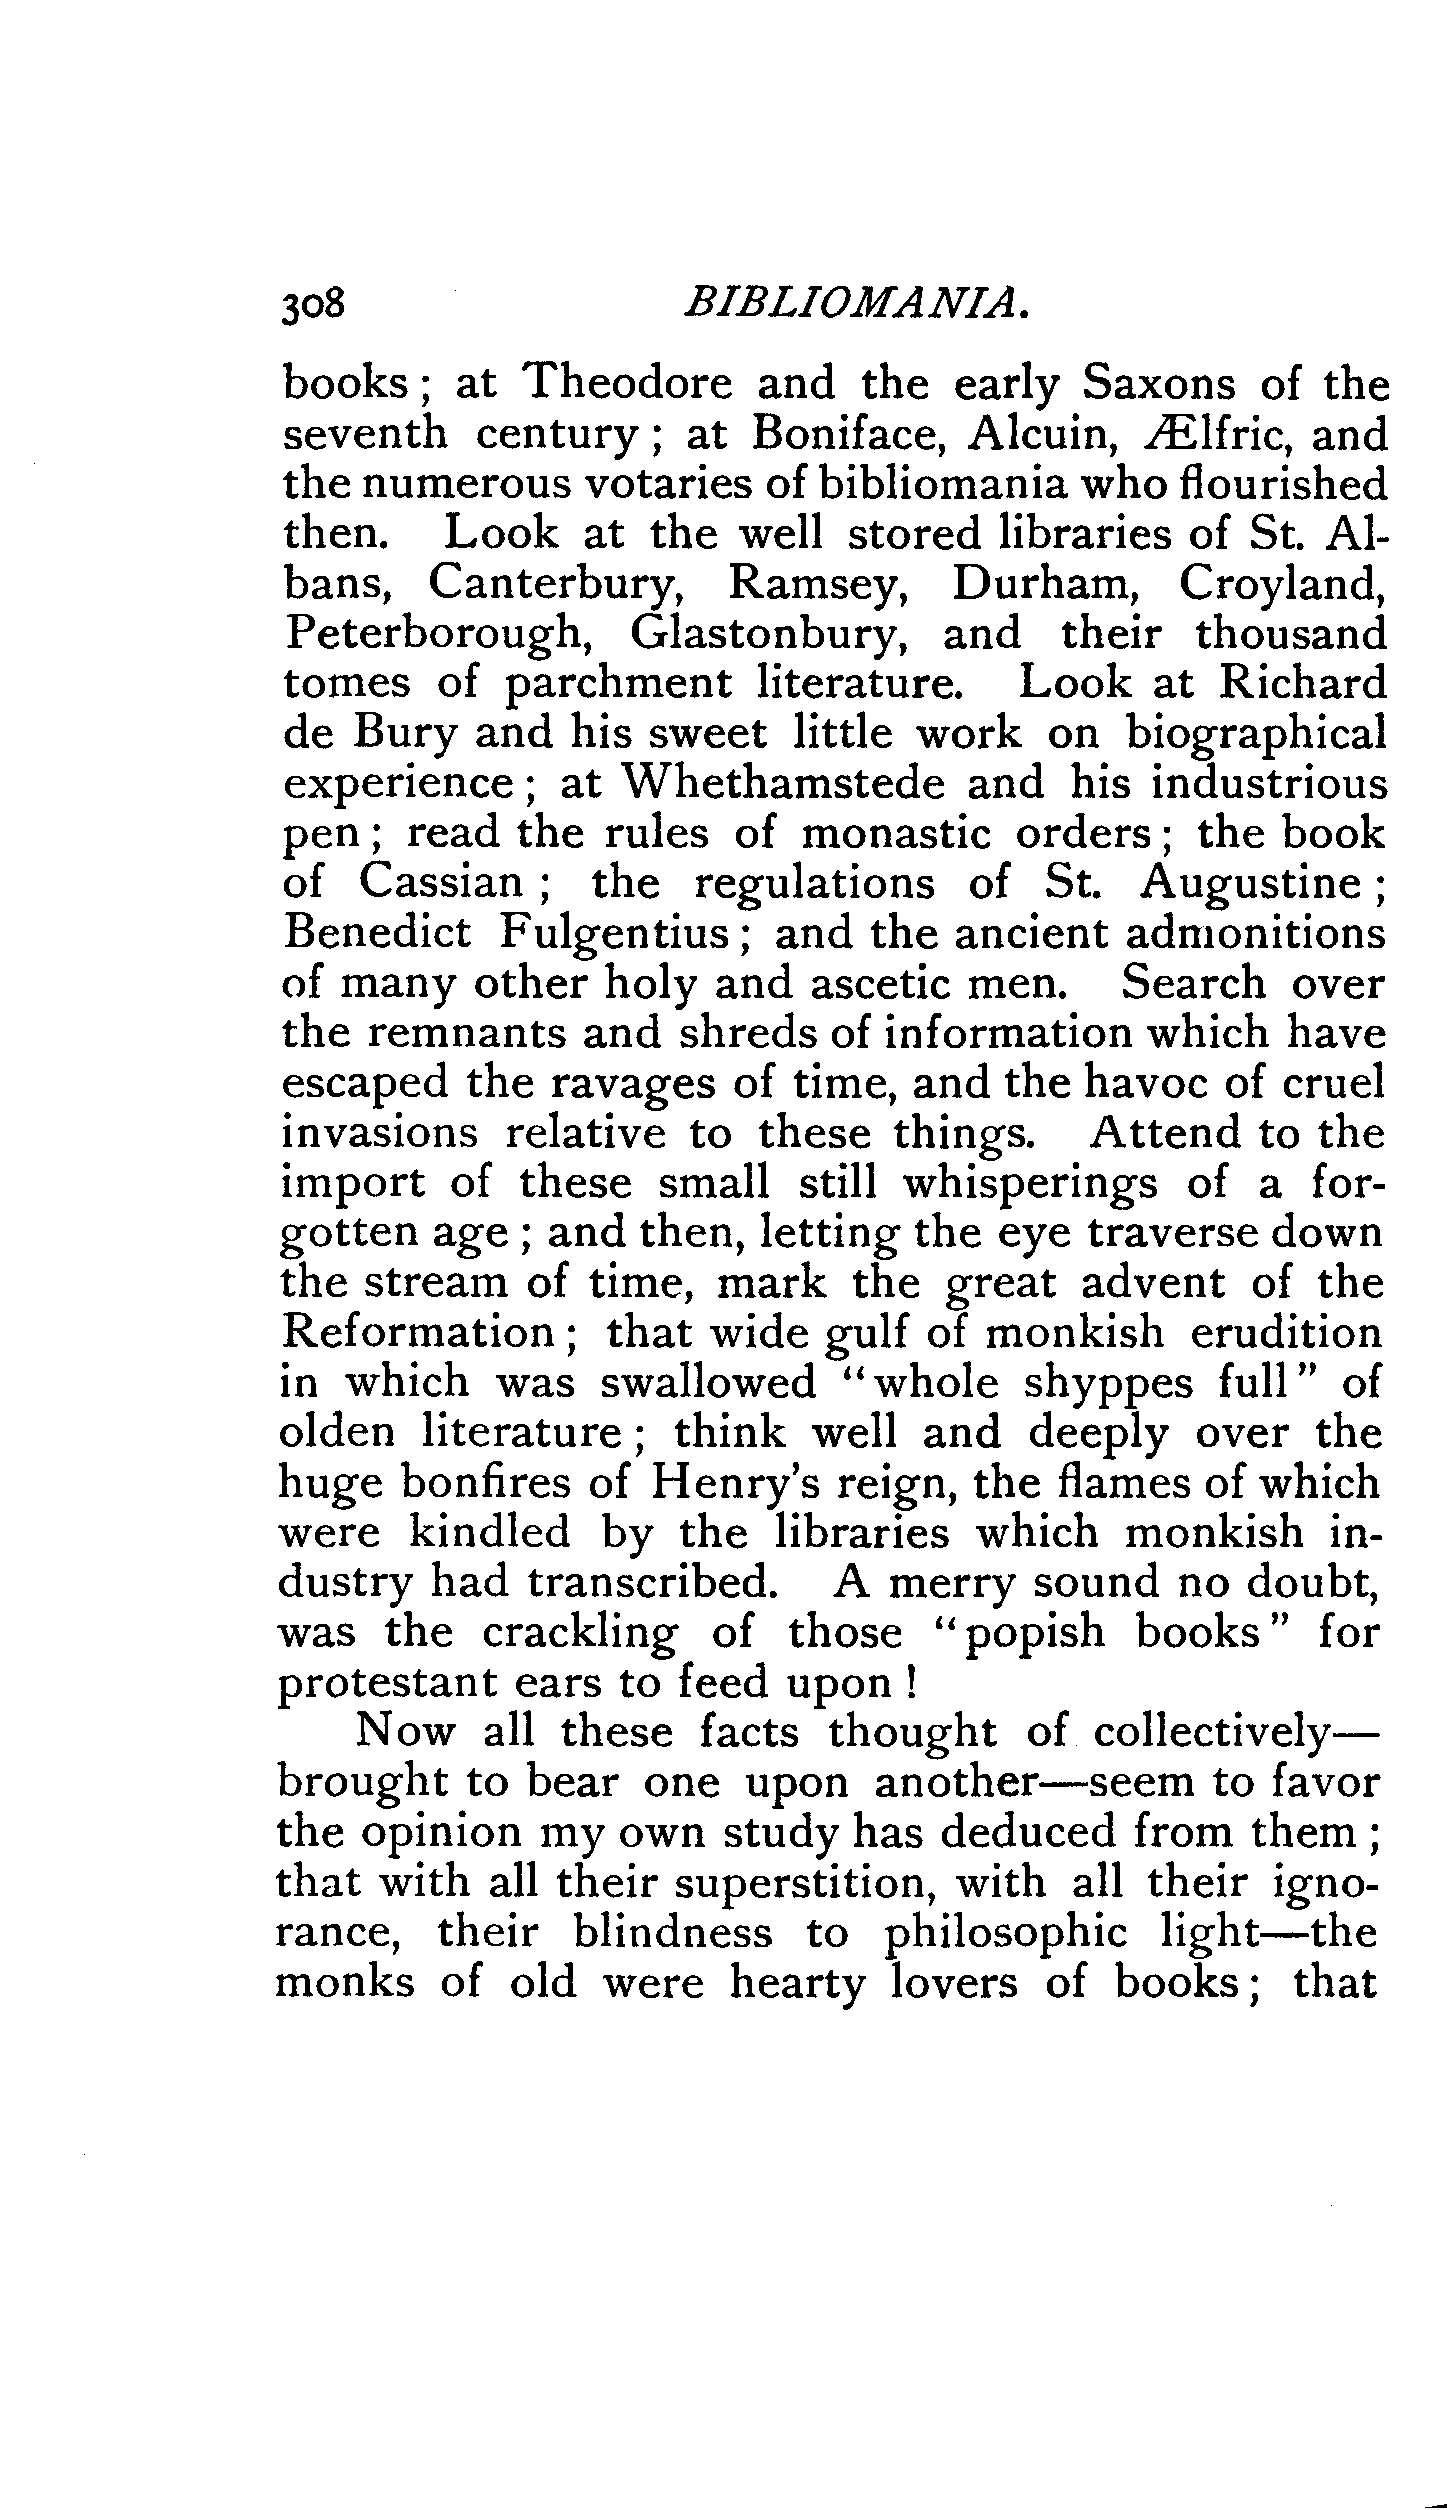 308 BIBLIOMANIA.
books ; at Theodore and the early Saxons of the
seventh century ; at Boniface, Alcuin, Ælfric, and
the numerous votaries of bibliomania who flourished
then. Look at the well stored libraries of St. Al-
bans, Canterbury, Ramsey, Durham, Croyland,
Peterborough, Glastonbury, and their thousand
tomes of parchment literature. Look at Richard
de Bury and his sweet little work on biographical
experience ; at Whethamstede and his industrious
pen ; read the rules of monastic orders ; the book
of Cassian ; the regulations of St. Augustine ;
Benedict Fulgentius ; and the ancient admonitions
of many other holy and ascetic men. Search over
the remnants and shreds of information which have
escaped the ravages of time, and the havoc of cruel
invasions relative to these things. Attend to the
import of these small still whisperings of a for-
gotten age ; and then, letting the eye traverse down
the stream of time, mark the great advent of the
Reformation ; that wide gulf of monkish erudition
in which was swallowed “whole shyppes full” of
olden literature ; think well and deeply over the
huge bonfires of Henry's reign, the flames of which
were kindled by the libraries which monkish in-
dustry had transcribed. A merry sound no doubt,
was the crackling of those “popish books” for
protestant ears to feed upon !
Now all these facts thought of collectively—
brought to bear one upon another—seem to favor
the opinion my own study has deduced from them ;
that with all their superstition, with all their igno-
rance, their blindness to philosophic light—the
monks of old were hearty lovers of books ; that